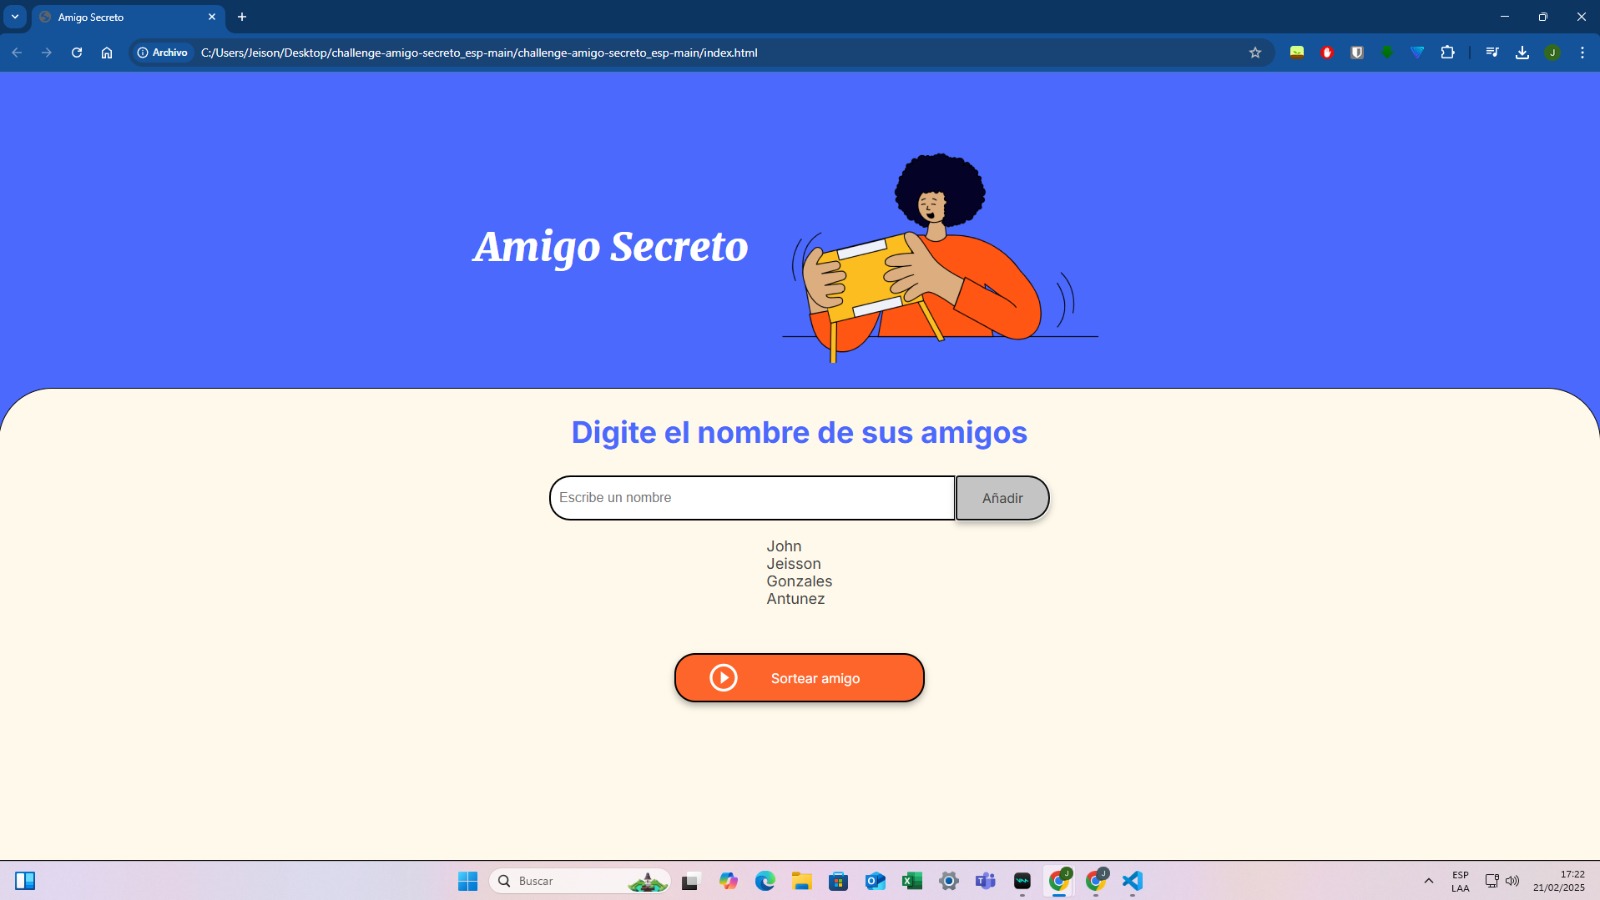 Amigo Secreto
Archivo C:/Users/Jeison/Desktop/challenge-amigo-secreto_esp-main/challenge-amigo-secreto_esp-main/index.html
J
Amigo Secreto
Digite el nombre de sus amigos
Escribe un nombre Añadir
John
Jeisson
Gonzales
Antunez
Sortear amigo
Buscar
ESP
LAA
17:22
21/02/2025